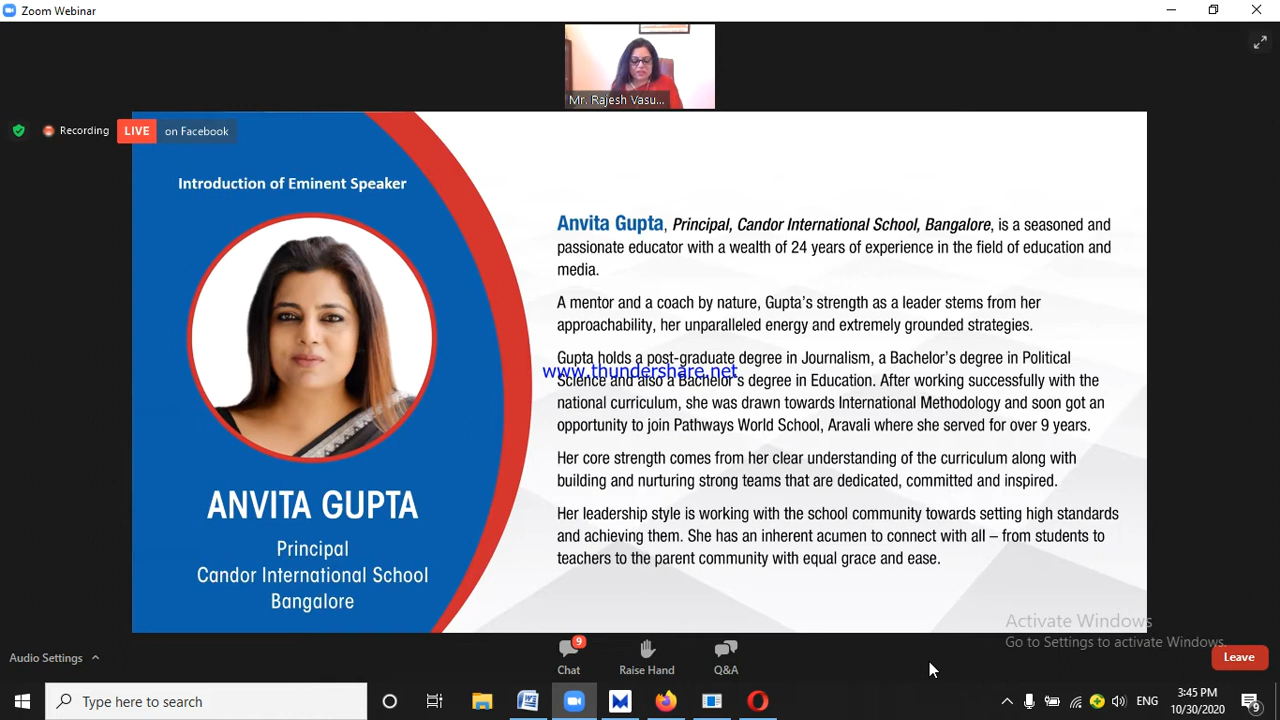 Zoom Webinar
Mr. Rajesh Vasu...
Recording
LIVE on Facebook
Introduction of Eminent Speaker
ANVITA GUPTA
Principal
Candor International School
Bangalore
Anvita Gupta, Principal, Candor International School, Bangalore, is a seasoned and
passionate educator with a wealth of 24 years of experience in the field of education and
media.
A mentor and a coach by nature, Gupta's strength as a leader stems from her
approachability, her unparalleled energy and extremely grounded strategies.
Gupta holds a post-graduate degree in Journalism, a Bachelor's degree in Political
www.thundershare.net
Science and also a Bachelor's degree in Education. After working successfully with the
national curriculum, she was drawn towards International Methodology and soon got an
opportunity to join Pathways World School, Aravali where she served for over 9 years.
Her core strength comes from her clear understanding of the curriculum along with
building and nurturing strong teams that are dedicated, committed and inspired.
Her leadership style is working with the school community towards setting high standards
and achieving them. She has an inherent acumen to connect with all – from students to
teachers to the parent community with equal grace and ease.
Activate Windows
Go to Settings to activate Windows.
Audio Settings
9
Chat
Raise Hand
Q&A
Leave
Type here to search
ENG
3:45 PM
10/30/2020
9